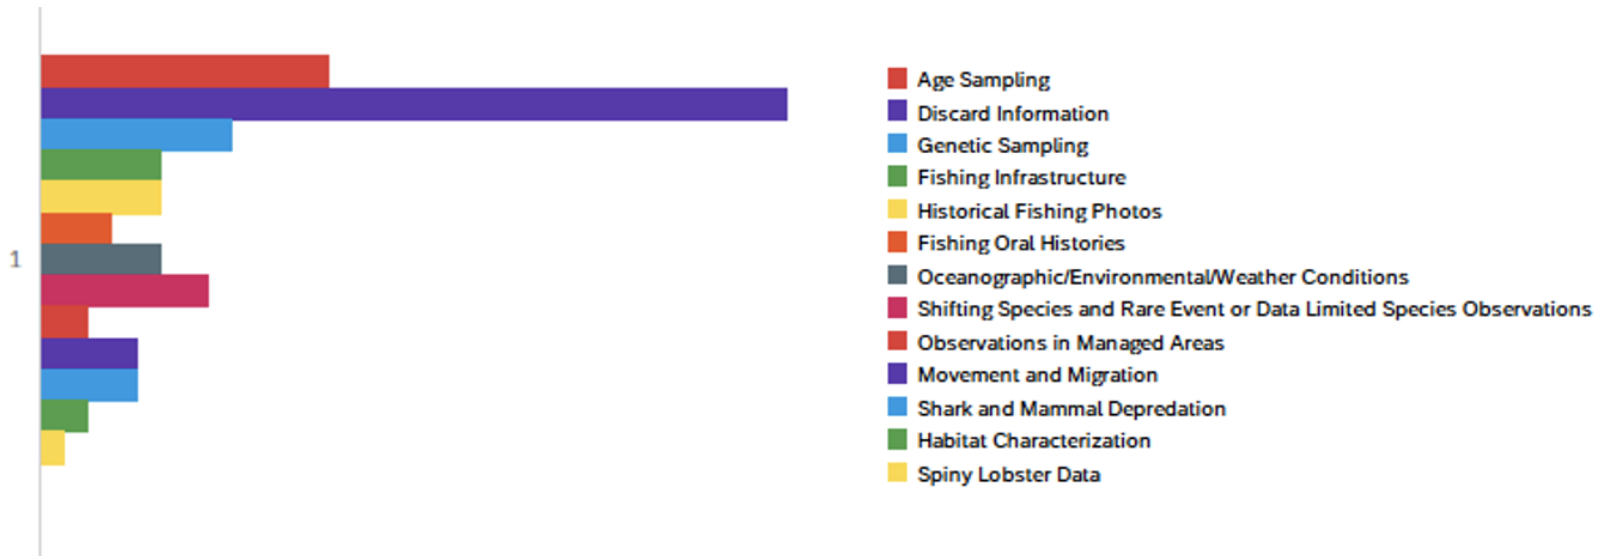 Age Sampling
Discard Information
Genetic Sampling
Fishing Infrastructure
Historical Fishing Photos
Fishing Oral Histories
1
Oceanographic/Environmental/Weather Conditions
Shifting Species and Rare Event or Data Limited Species Observations
Observations in Managed Areas
Movement and Migration
Shark and Mammal Depredation
Habitat Characterization
Spiny Lobster Data